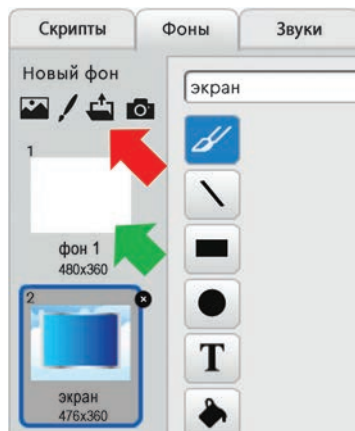 Скрипты Фоны Звуки
Новый фон
экран
1
фон 1
480x360
2
экран
476x360
T